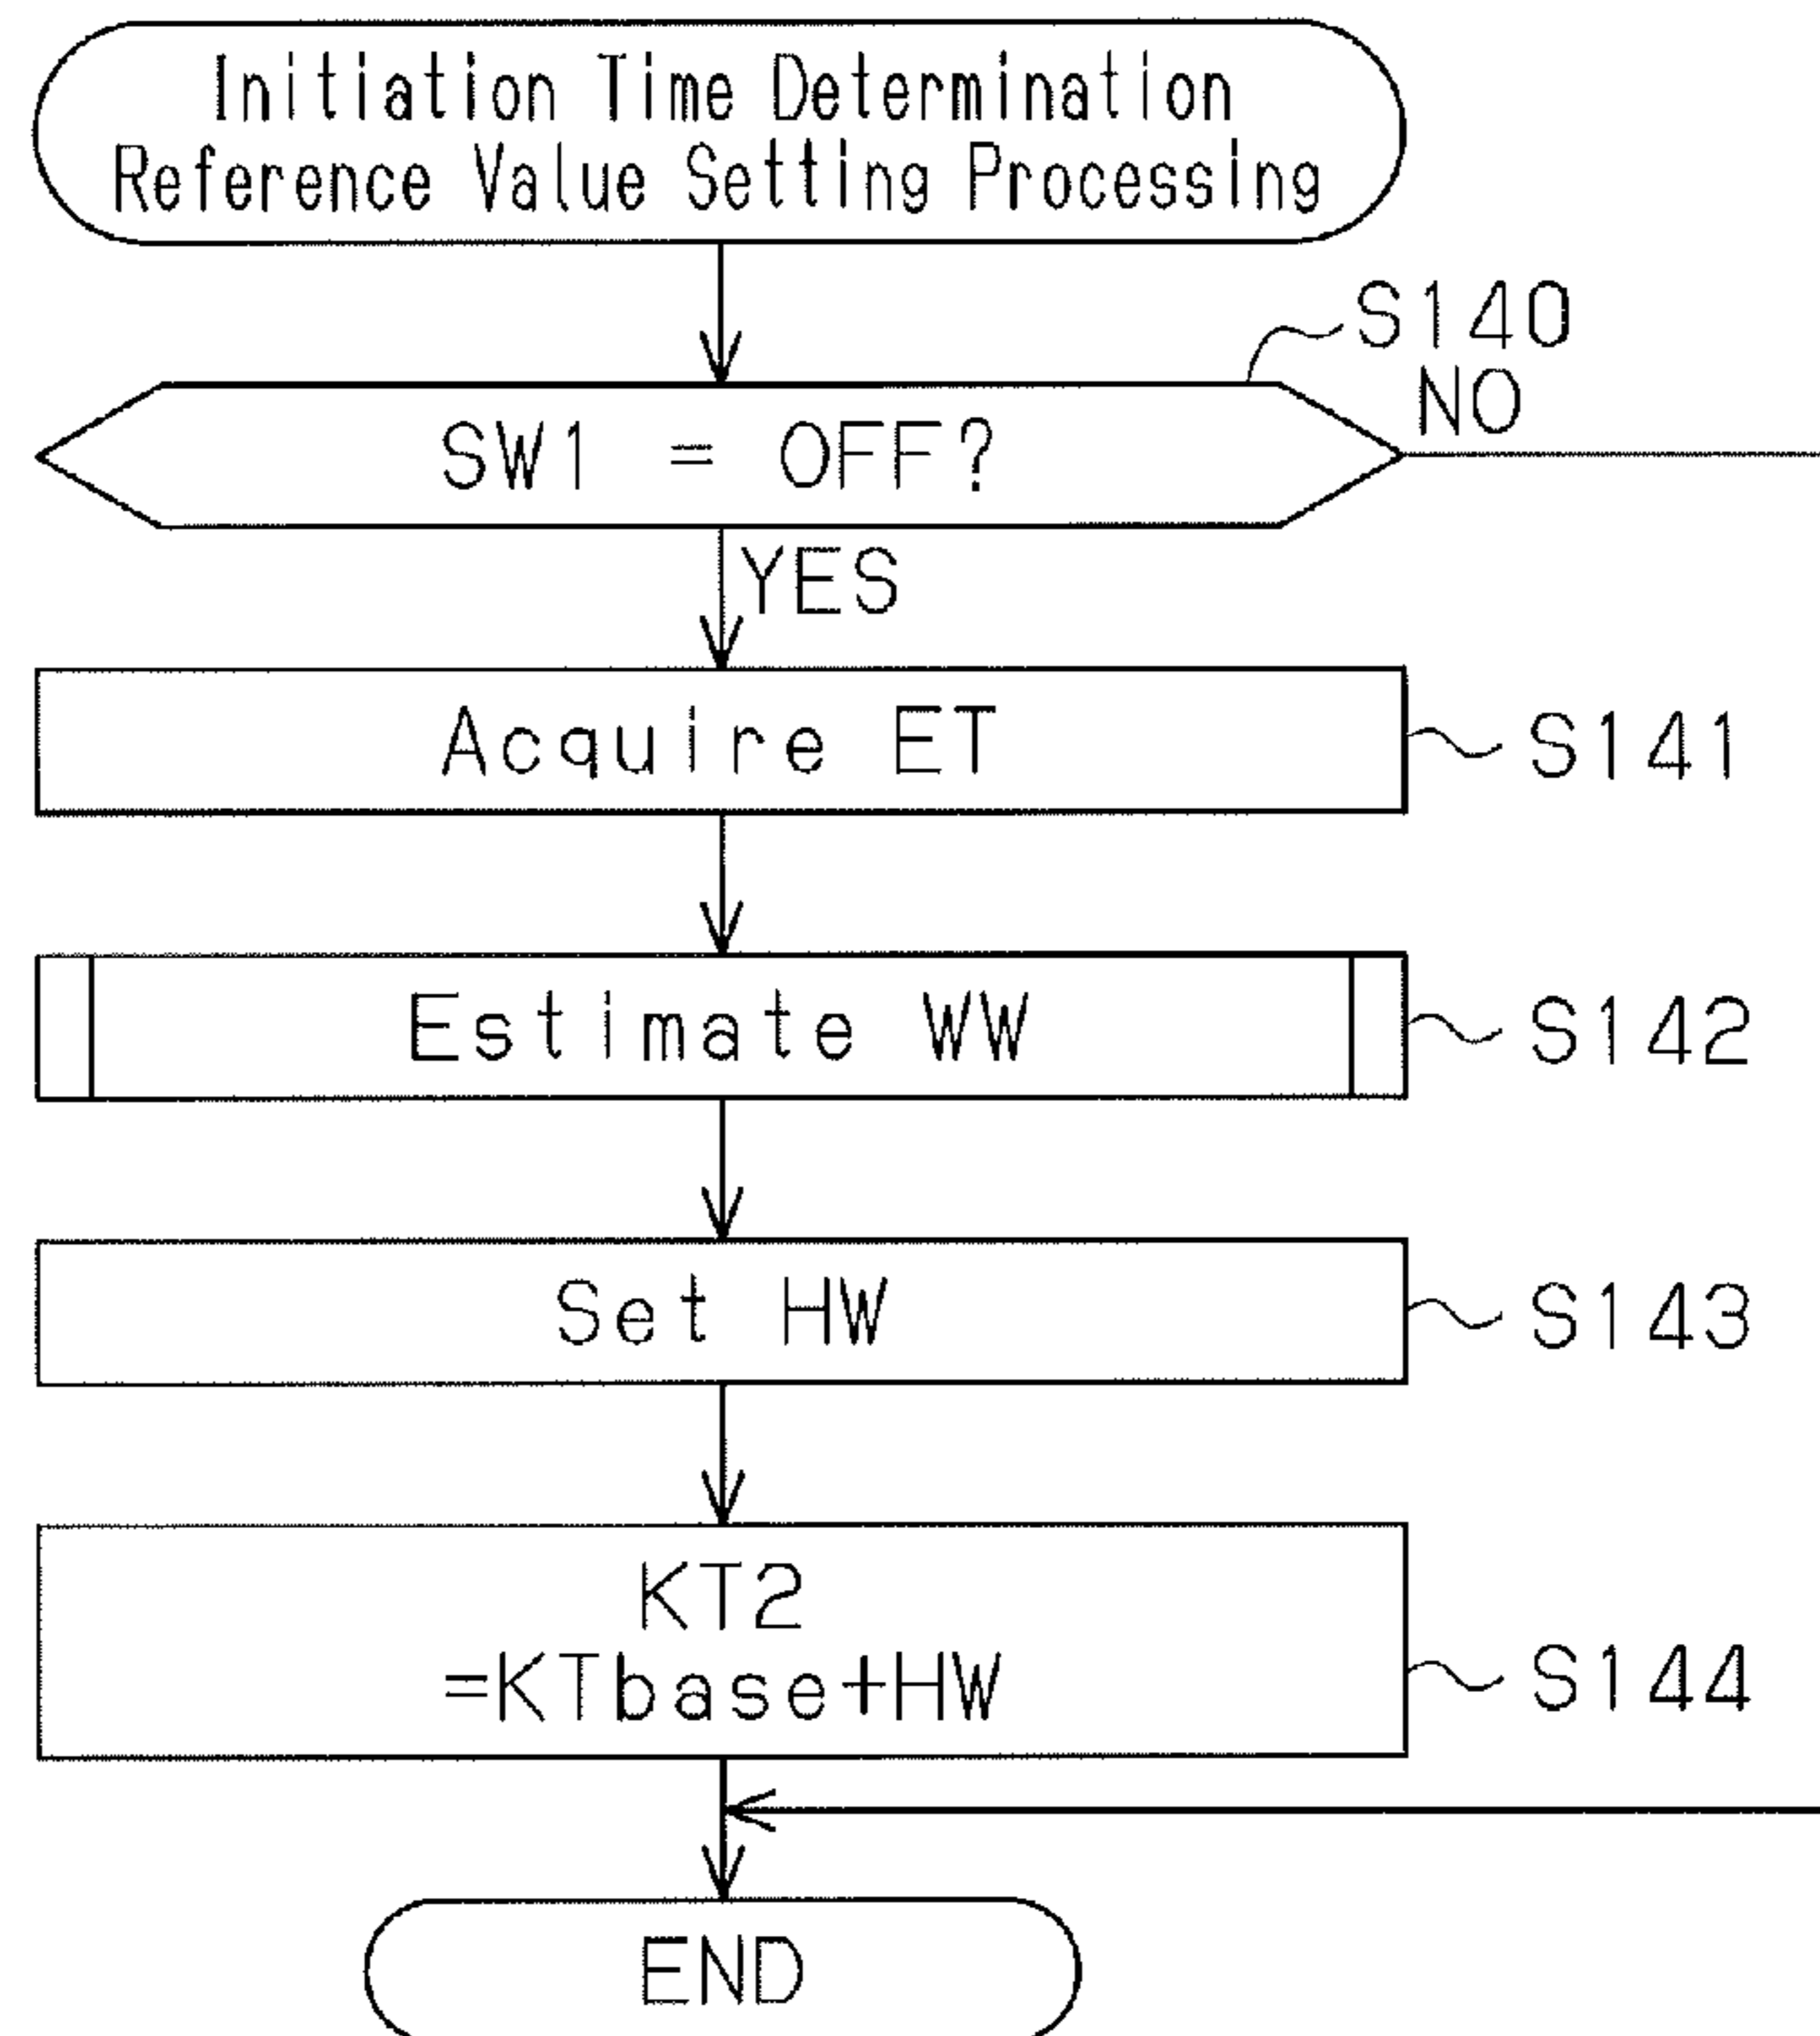 Initiation Time Determination
Reference Value Setting Processing
S140
NO
SW1 = OFF?
YES
Acquire ET
S141
Estimate WW
S142
Set HW
S143
KT2
=KTbase+HW
S144
END